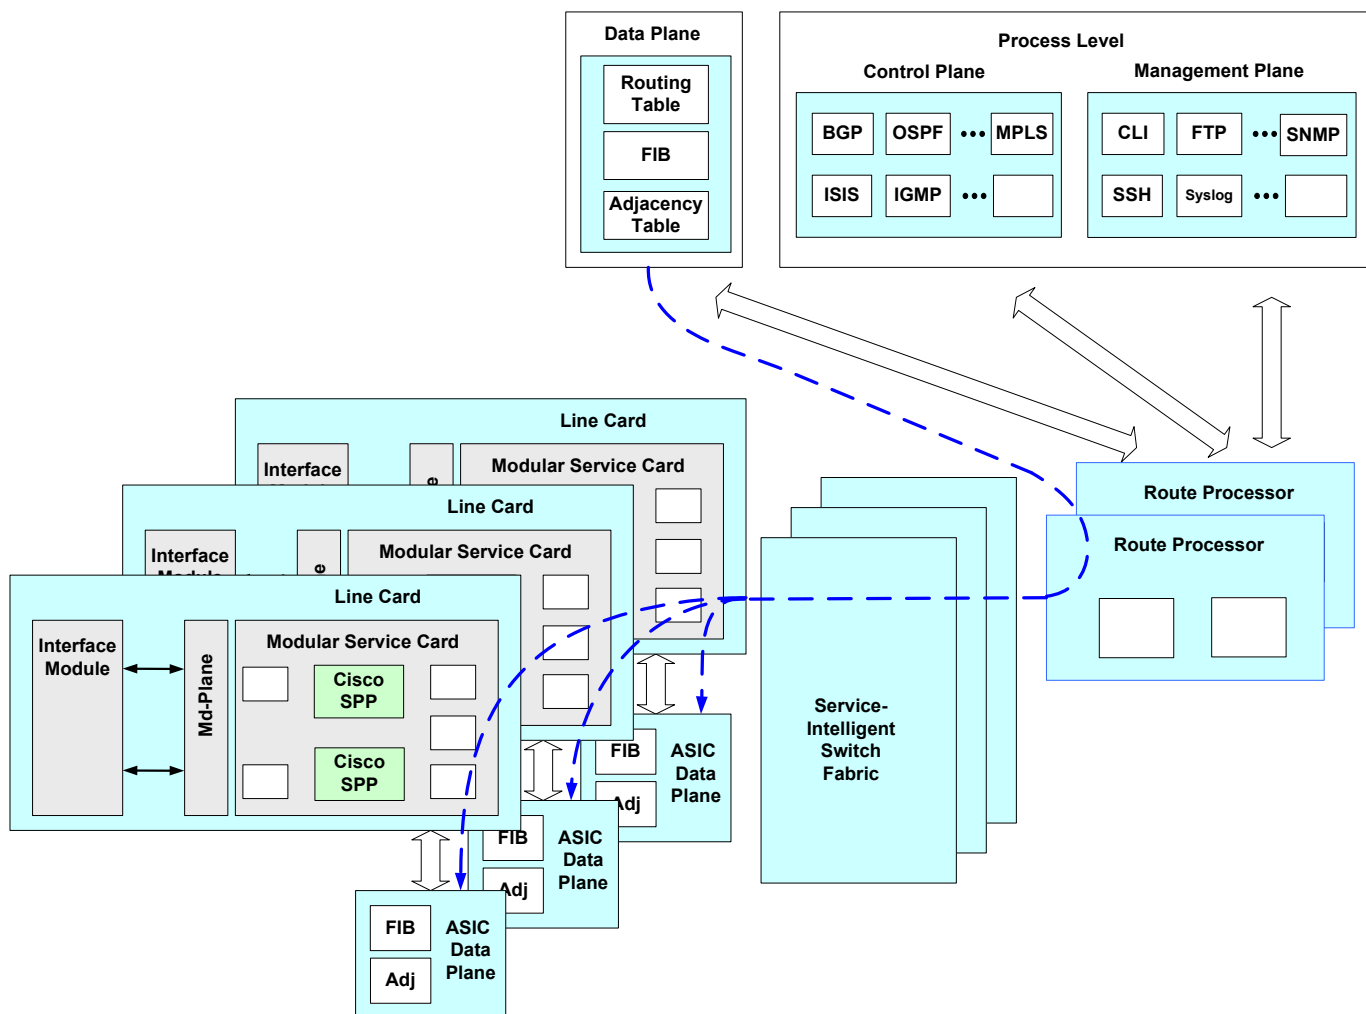 Data Plane
Routing
Table
FIB
Adjacency
Table
Process Level
Control Plane
BGP
OSPF
•••
MPLS
ISIS
IGMP
•••
Management Plane
CLI
FTP
•••
SNMP
SSH
Syslog
•••
Line Card
Interface
Modular Service Card
Line Card
Interface
Module
Modular Service Card
Line Card
Interface
Module
Md-Plane
Modular Service Card
Cisco
SPP
Cisco
SPP
FIB
Adj
ASIC
Data
Plane
FIB
Adj
ASIC
Data
Plane
FIB
Adj
ASIC
Data
Plane
Service-
Intelligent
Switch
Fabric
Route Processor
Route Processor